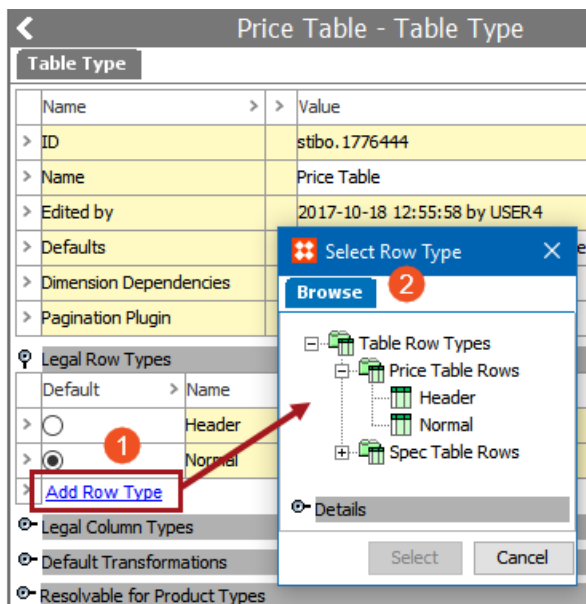 Price Table - Table Type
Table Type
Name > > Value
> ID stibo.1776444
> Name Price Table
> Edited by 2017-10-18 12:55:58 by USER4
> Defaults
> Dimension Dependencies
> Pagination Plugin
Legal Row Types
Default > Name
> Header
> Normal
> Add Row Type
1
Legal Column Types
Default Transformations
Resolvable for Product Types
Select Row Type
Browse
2
Table Row Types
Price Table Rows
Header
Normal
Spec Table Rows
Details
Select Cancel